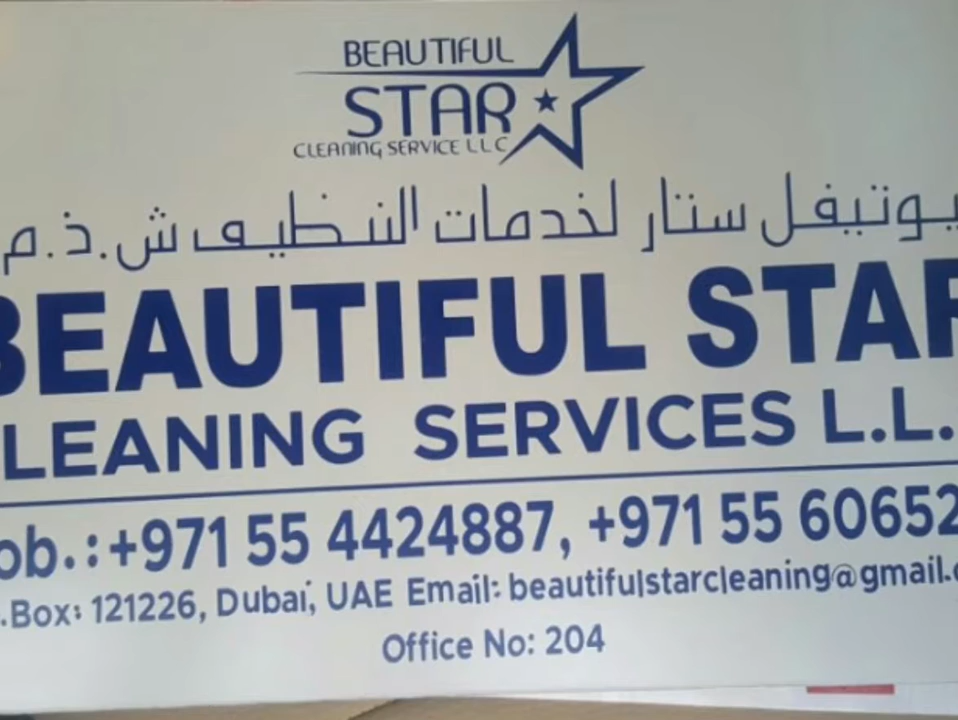 BEAUTIFUL
STAR
CLEANING SERVICE LLC
يوتيفل ستار لخدمات التنظيف ش.ذ.م
BEAUTIFUL STAR
LEANING SERVICES L.L.
ob.:+971 55 4424887, +971 55 60652
.Box: 121226, Dubai, UAE Email: beautifulstarcleaning@gmail.c
Office No: 204